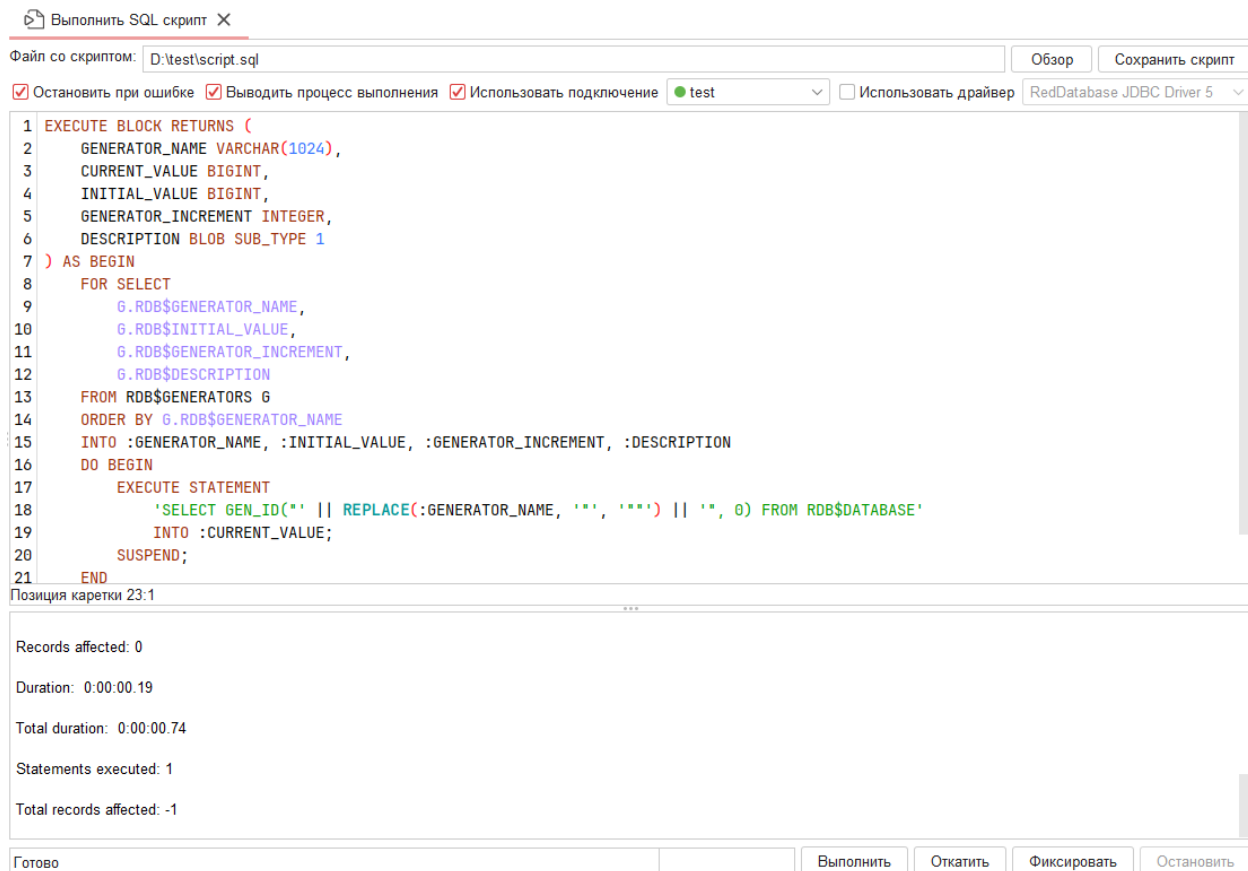 Выполнить SQL скрипт
Файл со скриптом: D:\test\script.sql Обзор Сохранить скрипт
Остановить при ошибке Выводить процесс выполнения Использовать подключение test Использовать драйвер RedDatabase JDBC Driver 5
1 EXECUTE BLOCK RETURNS (
2 GENERATOR_NAME VARCHAR(1024),
3 CURRENT_VALUE BIGINT,
4 INITIAL_VALUE BIGINT,
5 GENERATOR_INCREMENT INTEGER,
6 DESCRIPTION BLOB SUB_TYPE 1
7 ) AS BEGIN
8 FOR SELECT
9 G.RDB$GENERATOR_NAME,
10 G.RDB$INITIAL_VALUE,
11 G.RDB$GENERATOR_INCREMENT,
12 G.RDB$DESCRIPTION
13 FROM RDB$GENERATORS G
14 ORDER BY G.RDB$GENERATOR_NAME
15 INTO :GENERATOR_NAME, :INITIAL_VALUE, :GENERATOR_INCREMENT, :DESCRIPTION
16 DO BEGIN
17 EXECUTE STATEMENT
18 'SELECT GEN_ID("' || REPLACE(:GENERATOR_NAME, '"', '""') || '", 0) FROM RDB$DATABASE'
19 INTO :CURRENT_VALUE;
20 SUSPEND;
21 END
Позиция каретки 23:1
Records affected: 0
Duration: 0:00:00.19
Total duration: 0:00:00.74
Statements executed: 1
Total records affected: -1
Готово Выполнить Откатить Фиксировать Остановить